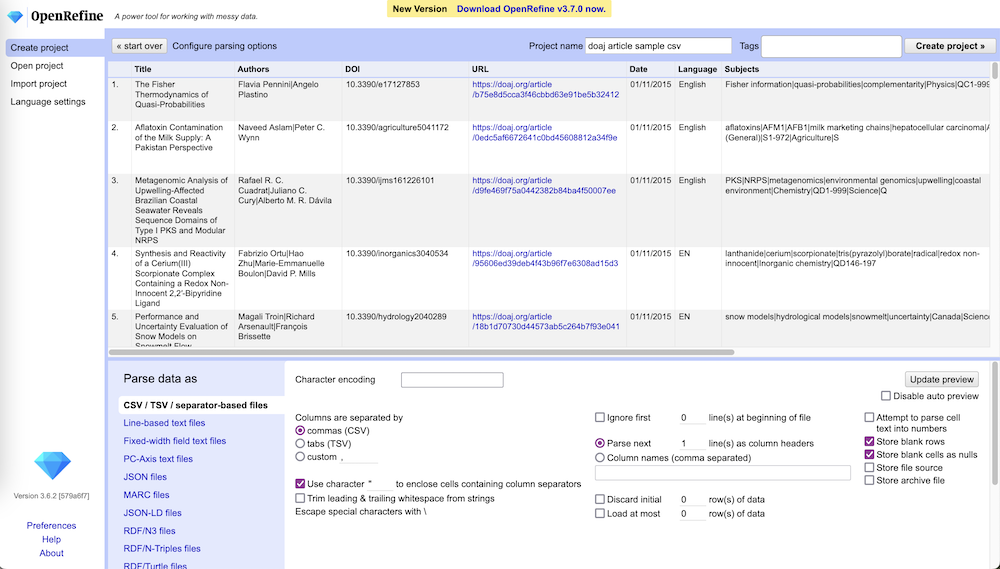 New Version Download OpenRefine v3.7.0 now.
OpenRefine A power tool for working with messy data.
Create project
Open project
Import project
Language settings
« start over Configure parsing options Project name doaj article sample csv Tags Create project »
Title Authors DOI URL Date Language Subjects
1. The Fisher Thermodynamics of Quasi-Probabilities Flavia Pennini|Angelo Plastino 10.3390/e17127853 https://doaj.org/article/b75e8d5cca3f46cbbd63e91be5b32412 01/11/2015 English Fisher information|quasi-probabilities|complementarity|Physics|QC1-999
2. Aflatoxin Contamination of the Milk Supply: A Pakistan Perspective Naveed Aslam|Peter C. Wynn 10.3390/agriculture5041172 https://doaj.org/article/0edc5af6672641c0bd45608812a34f9e 01/11/2015 English aflatoxins|AFM1|AFB1|milk marketing chains|hepatocellular carcinoma|A (General)|S1-972|Agriculture|S
3. Metagenomic Analysis of Upwelling-Affected Brazilian Coastal Seawater Reveals Sequence Domains of Type I PKS and Modular NRPS Rafael R. C. Cuadrat|Juliano C. Cury|Alberto M. R. Dávila 10.3390/ijms161226101 https://doaj.org/article/d9fe469f75a0442382b84ba4f50007ee 01/11/2015 English PKS|NRPS|metagenomics|environmental genomics|upwelling|coastal environment|Chemistry|QD1-999|Science|Q
4. Synthesis and Reactivity of a Cerium(III) Scorpionate Complex Containing a Redox Non-Innocent 2,2′-Bipyridine Ligand Fabrizio Ortu|Hao Zhu|Marie-Emmanuelle Boulon|David P. Mills 10.3390/inorganics3040534 https://doaj.org/article/95606ed39deb4f43b96f7e6308ad15d3 01/11/2015 EN lanthanide|cerium|scorpionate|tris(pyrazolyl)borate|radical|redox non-innocent|Inorganic chemistry|QD146-197
5. Performance and Uncertainty Evaluation of Snow Models on Snowmelt Flow Magali Troin|Richard Arsenault|François Brissette 10.3390/hydrology2040289 https://doaj.org/article/18b1d70730d44573ab5c264b7f93e041 01/11/2015 EN snow models|hydrological models|snowmelt|uncertainty|Canada|Science
Parse data as
CSV / TSV / separator-based files
Line-based text files
Fixed-width field text files
PC-Axis text files
JSON files
MARC files
JSON-LD files
RDF/N3 files
RDF/N-Triples files
RDF/Turtle files
Character encoding
Update preview
Disable auto preview
Columns are separated by
commas (CSV)
tabs (TSV)
custom ,
Use character " to enclose cells containing column separators
Trim leading & trailing whitespace from strings
Escape special characters with \
Ignore first 0 line(s) at beginning of file
Parse next 1 line(s) as column headers
Column names (comma separated)
Discard initial 0 row(s) of data
Load at most 0 row(s) of data
Attempt to parse cell
text into numbers
Store blank rows
Store blank cells as nulls
Store file source
Store archive file
Version 3.6.2 [579a6f7]
Preferences
Help
About